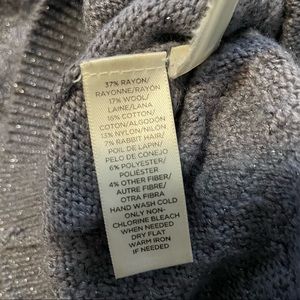 37% RAYON/
RAYONNE/RAYON
17% WOOL/
LAINE/LANA
16% COTTON/
COTON/ALGODÓN
13% NYLON/NILON
7% RABBIT HAIR/
POIL DE LAPIN/
PELO DE CONEJO
6% POLYESTER/
POLIÉSTER
4% OTHER FIBER/
AUTRE FIBRE/
OTRA FIBRA
HAND WASH COLD
ONLY NON-
CHLORINE BLEACH
WHEN NEEDED
DRY FLAT
WARM IRON
IF NEEDED